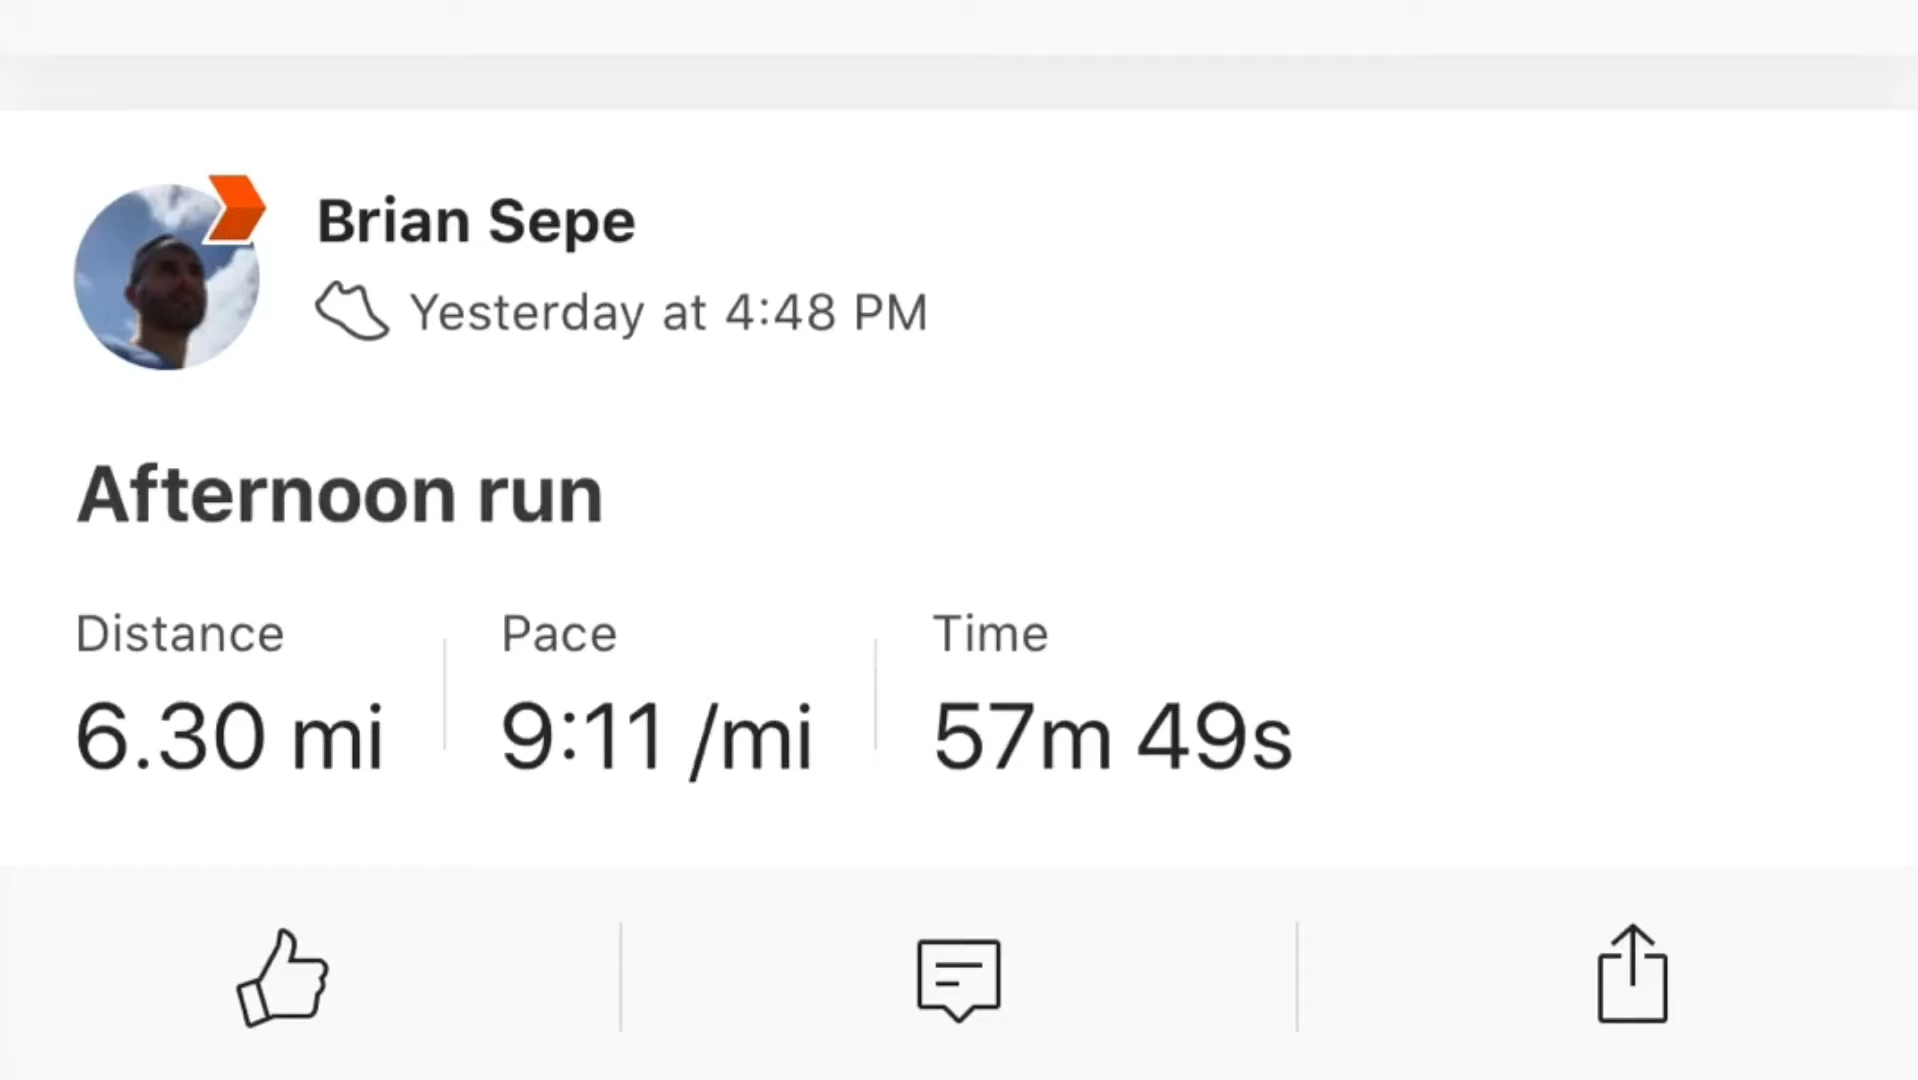 Brian Sepe
Yesterday at 4:48 PM
Afternoon run
Distance
Pace
Time
6.30 mi
9:11 /mi
57m 49s